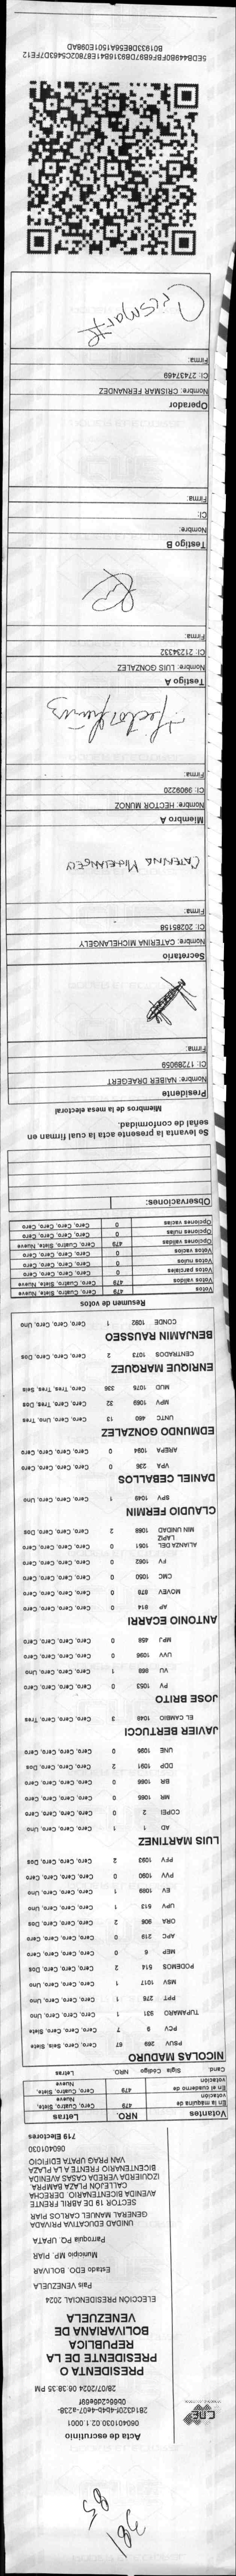 381
85
CNE
Acta de escrutinio
060401030.02.1.0001
281d320f-4b4b-4e07-a238-
0b66c2d6e69f
28/07/2024 06:38:35 PM
PRESIDENTA O
PRESIDENTE DE LA
REPUBLICA
BOLIVARIANA DE
VENEZUELA
ELECCIÓN PRESIDENCIAL 2024
Pais VENEZUELA
Estado EDO. BOLIVAR
Municipio MP. PIAR
Parroquia PQ. UPATA
UNIDAD EDUCATIVA PRIVADA
GENERAL MANUEL CARLOS PIAR
SECTOR 19 DE ABRIL FRENTE
AVENIDA BICENTENARIO. DERECHA
CALLEJÓN PLAZA BAMPRA.
IZQUIERDA VEREDA CASAS AVENIDA
BICENTENARIO FRENTE A LA PLAZA
VAN PRAG UPATA EDIFICIO
060401030
719 Electores
Votantes NRO. Letras
En la máquina de votación 479 Cero, Cuatro, Siete, Nueve
En el cuaderno de votación 479 Cero, Cuatro, Siete, Nueve
Cand. Sigla Código NRO. Letras
NICOLAS MADURO
PSUV 269 67 Cero, Cero, Seis, Siete
PCV 9 7 Cero, Cero, Cero, Siete
TUPAMARO 931 1 Cero, Cero, Cero, Uno
PPT 276 1 Cero, Cero, Cero, Uno
MSV 1017 1 Cero, Cero, Cero, Uno
PODEMOS 514 2 Cero, Cero, Cero, Dos
MEP 6 0 Cero, Cero, Cero, Cero
APC 219 0 Cero, Cero, Cero, Cero
ORA 906 2 Cero, Cero, Cero, Dos
UPV 613 1 Cero, Cero, Cero, Uno
EV 1089 1 Cero, Cero, Cero, Uno
PVV 1090 0 Cero, Cero, Cero, Cero
PFV 1093 2 Cero, Cero, Cero, Dos
LUIS MARTINEZ
AD 1 1 Cero, Cero, Cero, Uno
COPEI 2 0 Cero, Cero, Cero, Cero
MR 1065 0 Cero, Cero, Cero, Cero
BR 1066 0 Cero, Cero, Cero, Cero
DDP 1091 2 Cero, Cero, Cero, Dos
UNE 1095 0 Cero, Cero, Cero, Cero
JAVIER BERTUCCI
EL CAMBIO 1048 3 Cero, Cero, Cero, Tres
JOSE BRITO
PV 1053 0 Cero, Cero, Cero, Cero
VU 968 1 Cero, Cero, Cero, Uno
UVV 1096 0 Cero, Cero, Cero, Cero
MPJ 458 0 Cero, Cero, Cero, Cero
ANTONIO ECARRI
AP 814 0 Cero, Cero, Cero, Cero
MOVEV 878 0 Cero, Cero, Cero, Cero
CMC 1050 0 Cero, Cero, Cero, Cero
FV 1062 0 Cero, Cero, Cero, Cero
ALIANZA DEL LAPIZ 1051 0 Cero, Cero, Cero, Cero
MIN UNIDAD 1068 2 Cero, Cero, Cero, Dos
CLAUDIO FERMIN
SPV 1049 1 Cero, Cero, Cero, Uno
DANIEL CEBALLOS
VPA 236 0 Cero, Cero, Cero, Cero
AREPA 1094 0 Cero, Cero, Cero, Cero
EDMUNDO GONZALEZ
UNTC 460 13 Cero, Cero, Uno, Tres
MPV 1069 32 Cero, Cero, Tres, Dos
MUD 1076 336 Cero, Tres, Tres, Seis
ENRIQUE MARQUEZ
CENTRADOS 1073 2 Cero, Cero, Cero, Dos
BENJAMIN RAUSSEO
CONDE 1092 1 Cero, Cero, Cero, Uno
Resumen de votos
Votos 479 Cero, Cuatro, Siete, Nueve
Votos validos 479 Cero, Cuatro, Siete, Nueve
Votos parciales 0 Cero, Cero, Cero, Cero
Votos nulos 0 Cero, Cero, Cero, Cero
Votos vacios 0 Cero, Cero, Cero, Cero
Opciones validas 479 Cero, Cuatro, Siete, Nueve
Opciones nulas 0 Cero, Cero, Cero, Cero
Opciones vacias 0 Cero, Cero, Cero, Cero
Observaciones:
Se levanta la presente acta la cual firman en
señal de conformidad.
Miembros de la mesa electoral
Presidente
Nombre: NAIBER DRAEGERT
CI: 17289059
Firma:
Secretario
Nombre: CATERINA MICHELANGELY
CI: 20285158
Firma:
CATERINA MICHELANGELY
Miembro A
Nombre: HECTOR MUÑOZ
CI: 9909220
Firma:
Hector Muñoz
Testigo A
Nombre: LUIS GONZALEZ
CI: 21234332
Firma:
Testigo B
Nombre:
CI:
Firma:
Operador
Nombre: CRISMAR FERNANDEZ
CI: 27437469
Firma:
Crismar F
5EDB449B0FBF6B97DB9316B41E87802C5463D7FE12
B01933D8E56A1501E098AD